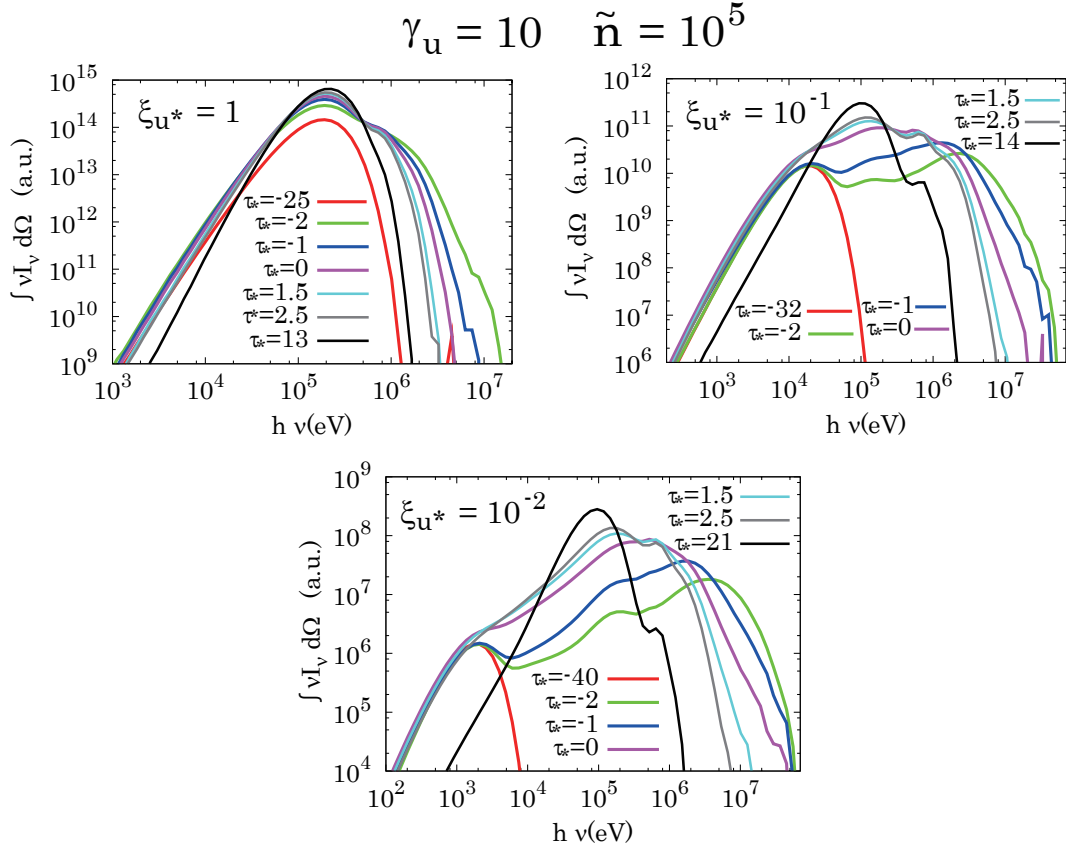 γu = 10 ñ = 10^5
ξu* = 1
τ*=-25
τ*=-2
τ*=-1
τ*=0
τ*=1.5
τ*=2.5
τ*=13
∫ νIν dΩ (a.u.)
10^15
10^14
10^13
10^12
10^11
10^10
10^9
10^3 10^4 10^5 10^6 10^7
h ν(eV)
ξu* = 10^-1
τ*=1.5
τ*=2.5
τ*=14
τ*=-32
τ*=-2
τ*=-1
τ*=0
∫ νIν dΩ (a.u.)
10^12
10^11
10^10
10^9
10^8
10^7
10^6
10^3 10^4 10^5 10^6 10^7
h ν(eV)
ξu* = 10^-2
τ*=1.5
τ*=2.5
τ*=21
τ*=-40
τ*=-2
τ*=-1
τ*=0
∫ νIν dΩ (a.u.)
10^9
10^8
10^7
10^6
10^5
10^4
10^2 10^3 10^4 10^5 10^6 10^7
h ν(eV)